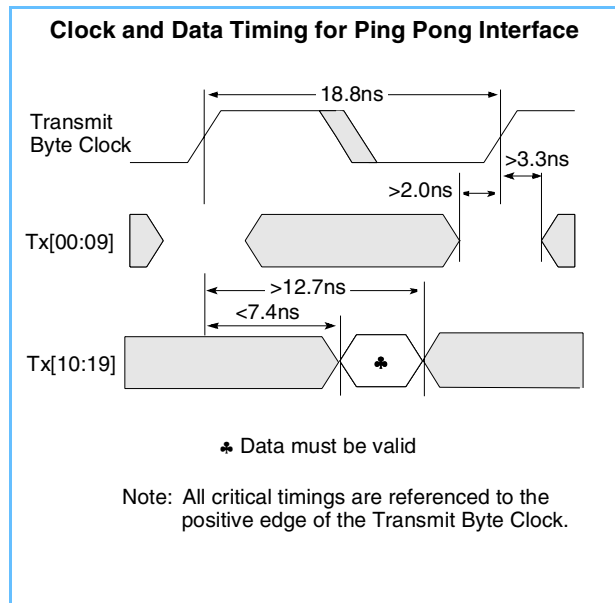 Clock and Data Timing for Ping Pong Interface
18.8ns
Transmit
Byte Clock
>3.3ns
>2.0ns
Tx[00:09]
>12.7ns
<7.4ns
Tx[10:19]
♣
♣ Data must be valid
Note: All critical timings are referenced to the
positive edge of the Transmit Byte Clock.